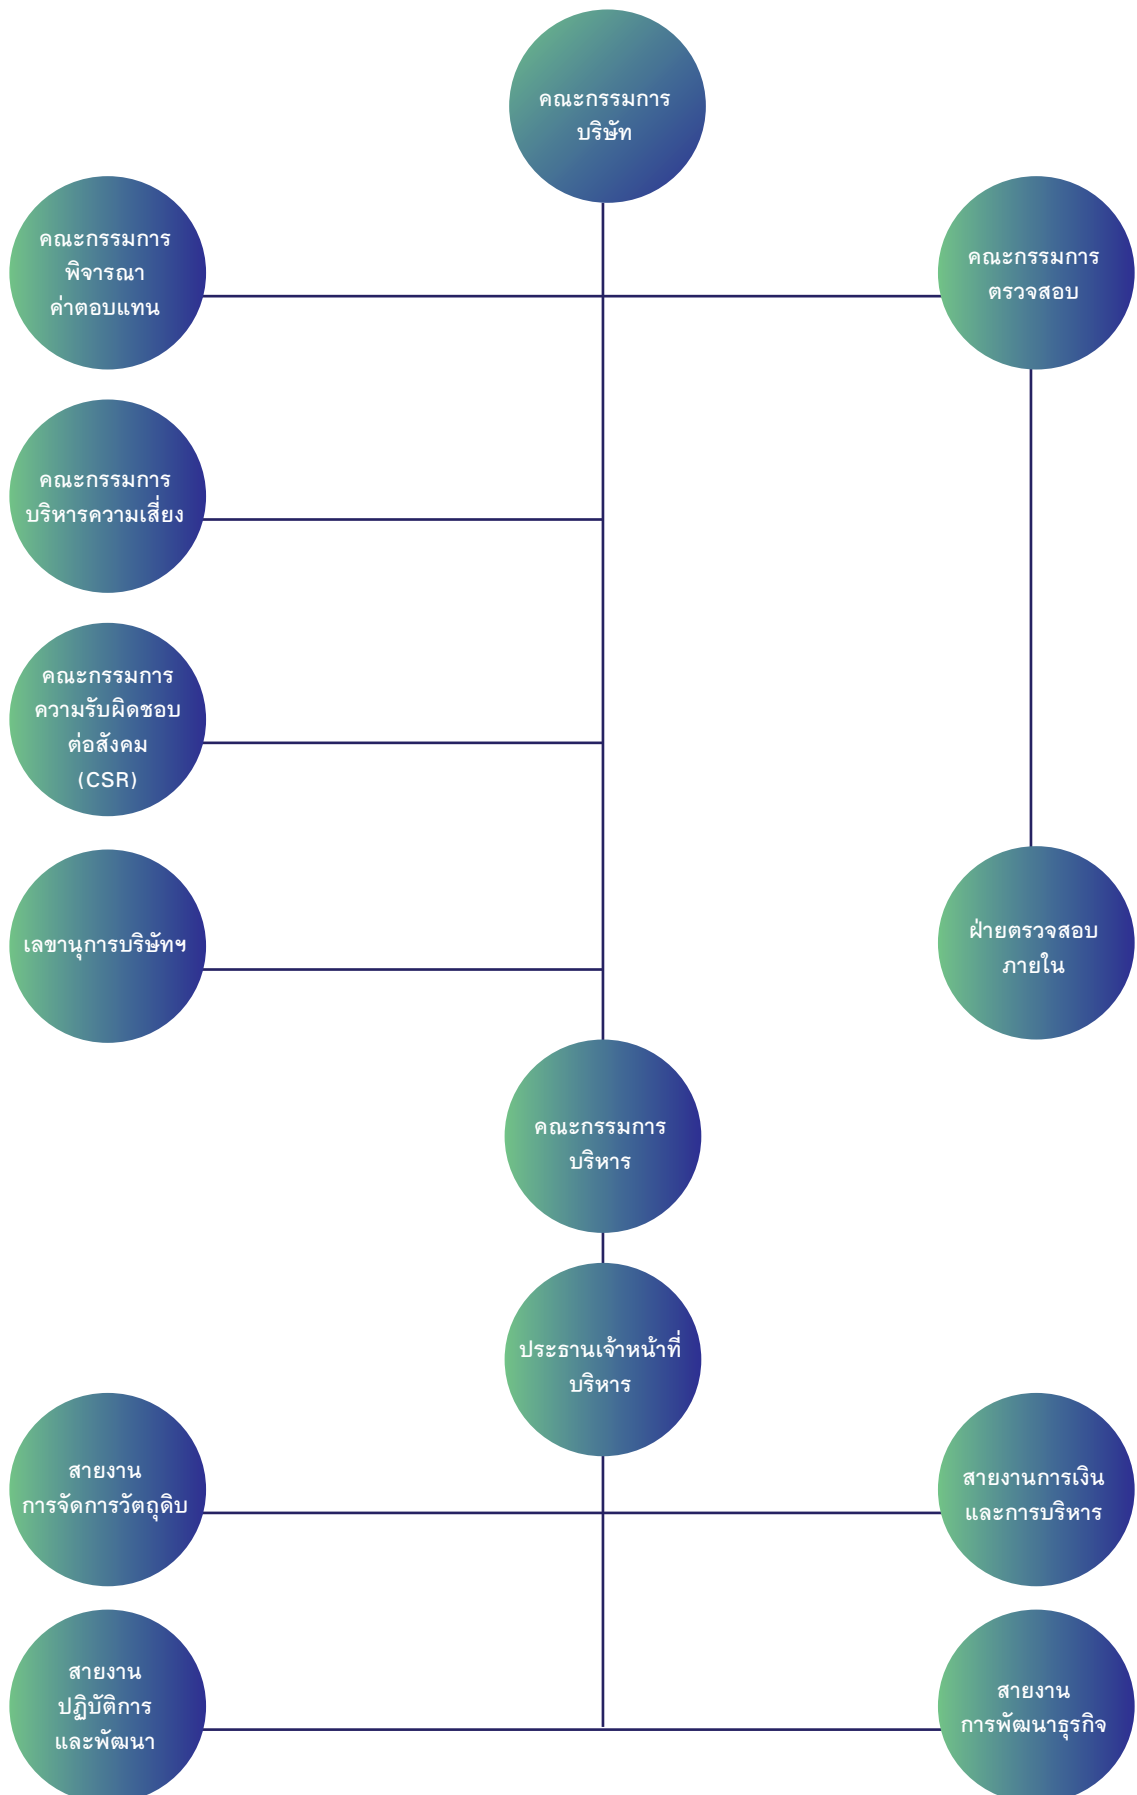 คณะกรรมการ
บริษัท
คณะกรรมการ
พิจารณา
ค่าตอบแทน
คณะกรรมการ
ตรวจสอบ
คณะกรรมการ
บริหารความเสี่ยง
คณะกรรมการ
ความรับผิดชอบ
ต่อสังคม
(CSR)
เลขานุการบริษัทฯ
ฝ่ายตรวจสอบ
ภายใน
คณะกรรมการ
บริหาร
ประธานเจ้าหน้าที่
บริหาร
สายงาน
การจัดการวัตถุดิบ
สายงานการเงิน
และการบริหาร
สายงาน
ปฏิบัติการ
และพัฒนา
สายงาน
การพัฒนาธุรกิจ